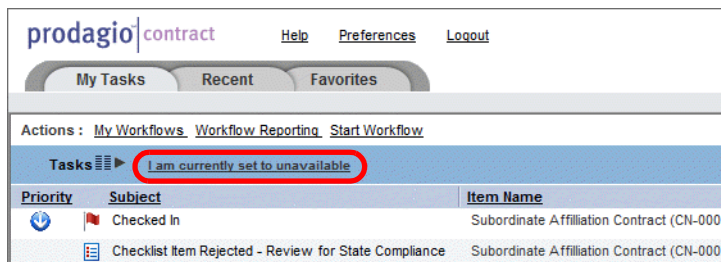 prodagio contract Help Preferences Logout
My Tasks Recent Favorites
Actions : My Workflows Workflow Reporting Start Workflow
Tasks I am currently set to unavailable
Priority Subject Item Name
Checked In Subordinate Affilliation Contract (CN-000
Checklist Item Rejected - Review for State Compliance Subordinate Affilliation Contract (CN-000